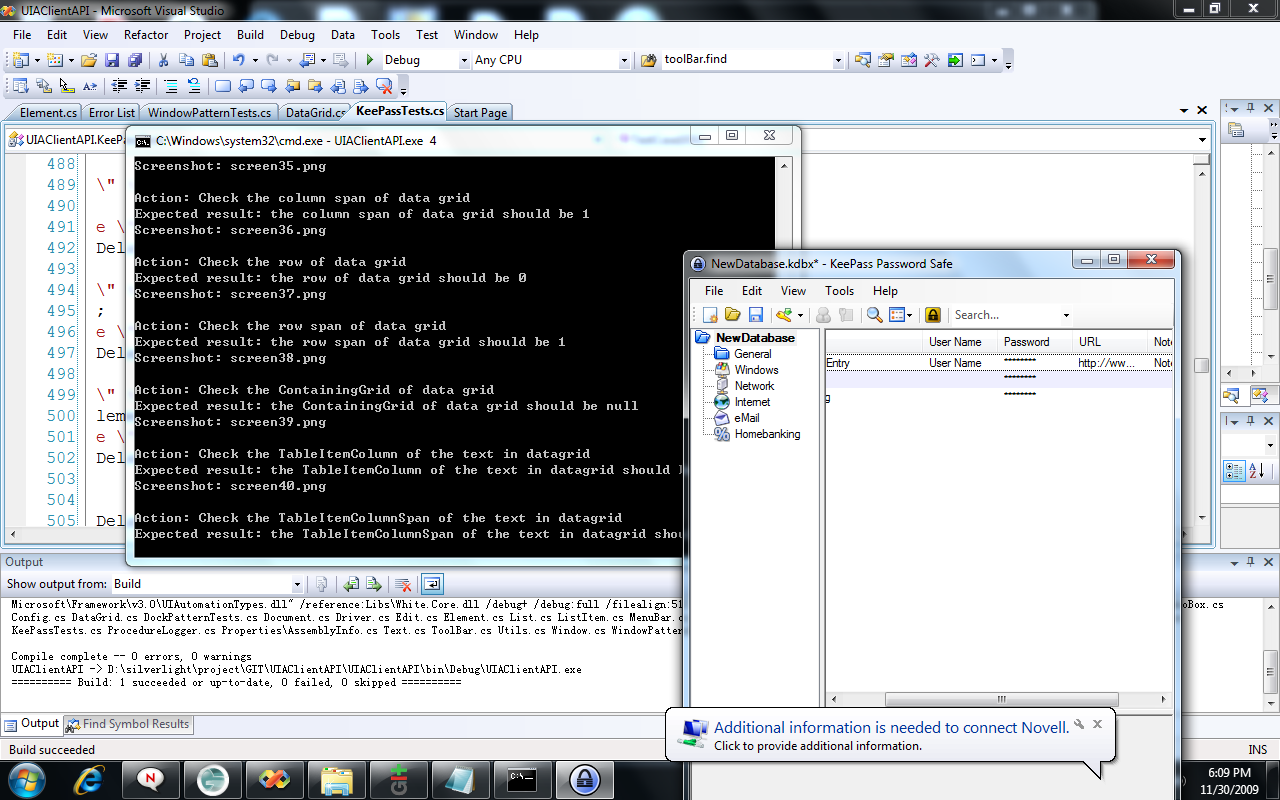 UIAClientAPI - Microsoft Visual Studio
File Edit View Refactor Project Build Debug Data Tools Test Window Help
Debug Any CPU toolBar.find
Element.cs Error List WindowPatternTests.cs DataGrid.cs KeePassTests.cs Start Page
UIAClientAPI.KeePa
C:\Windows\system32\cmd.exe - UIAClientAPI.exe 4
488
489 \"
490
491 e \
492 Del
493
494 \"
495 ;
496 e \
497 Del
498
499 \"
500 lem
501 e \
502 Del
503
504
505 Del
Screenshot: screen35.png
Action: Check the column span of data grid
Expected result: the column span of data grid should be 1
Screenshot: screen36.png
Action: Check the row of data grid
Expected result: the row of data grid should be 0
Screenshot: screen37.png
Action: Check the row span of data grid
Expected result: the row span of data grid should be 1
Screenshot: screen38.png
Action: Check the ContainingGrid of data grid
Expected result: the ContainingGrid of data grid should be null
Screenshot: screen39.png
Action: Check the TableItemColumn of the text in datagrid
Expected result: the TableItemColumn of the text in datagrid should
Screenshot: screen40.png
Action: Check the TableItemColumnSpan of the text in datagrid
Expected result: the TableItemColumnSpan of the text in datagrid shou
NewDatabase.kdbx* - KeePass Password Safe
File Edit View Tools Help
Search...
NewDatabase
General
Windows
Network
Internet
eMail
Homebanking
User Name Password URL Note
Entry User Name ******** http://ww... Note
********
g ********
Output
Show output from: Build
Microsoft\Framework\v3.0\UIAutomationTypes.dll" /reference:Libs\White.Core.dll /debug+ /debug:full /filealign:51
oBox.cs
Config.cs DataGrid.cs DockPatternTests.cs Document.cs Driver.cs Edit.cs Element.cs List.cs ListItem.cs MenuBar.c
KeePassTests.cs ProcedureLogger.cs Properties\AssemblyInfo.cs Text.cs ToolBar.cs Utils.cs Window.cs WindowPatter
Compile complete -- 0 errors, 0 warnings
UIAClientAPI -> D:\silverlight\project\GIT\UIAClientAPI\UIAClientAPI\bin\Debug\UIAClientAPI.exe
========== Build: 1 succeeded or up-to-date, 0 failed, 0 skipped ==========
Output Find Symbol Results
Build succeeded
INS
Additional information is needed to connect Novell.
Click to provide additional information.
6:09 PM
11/30/2009